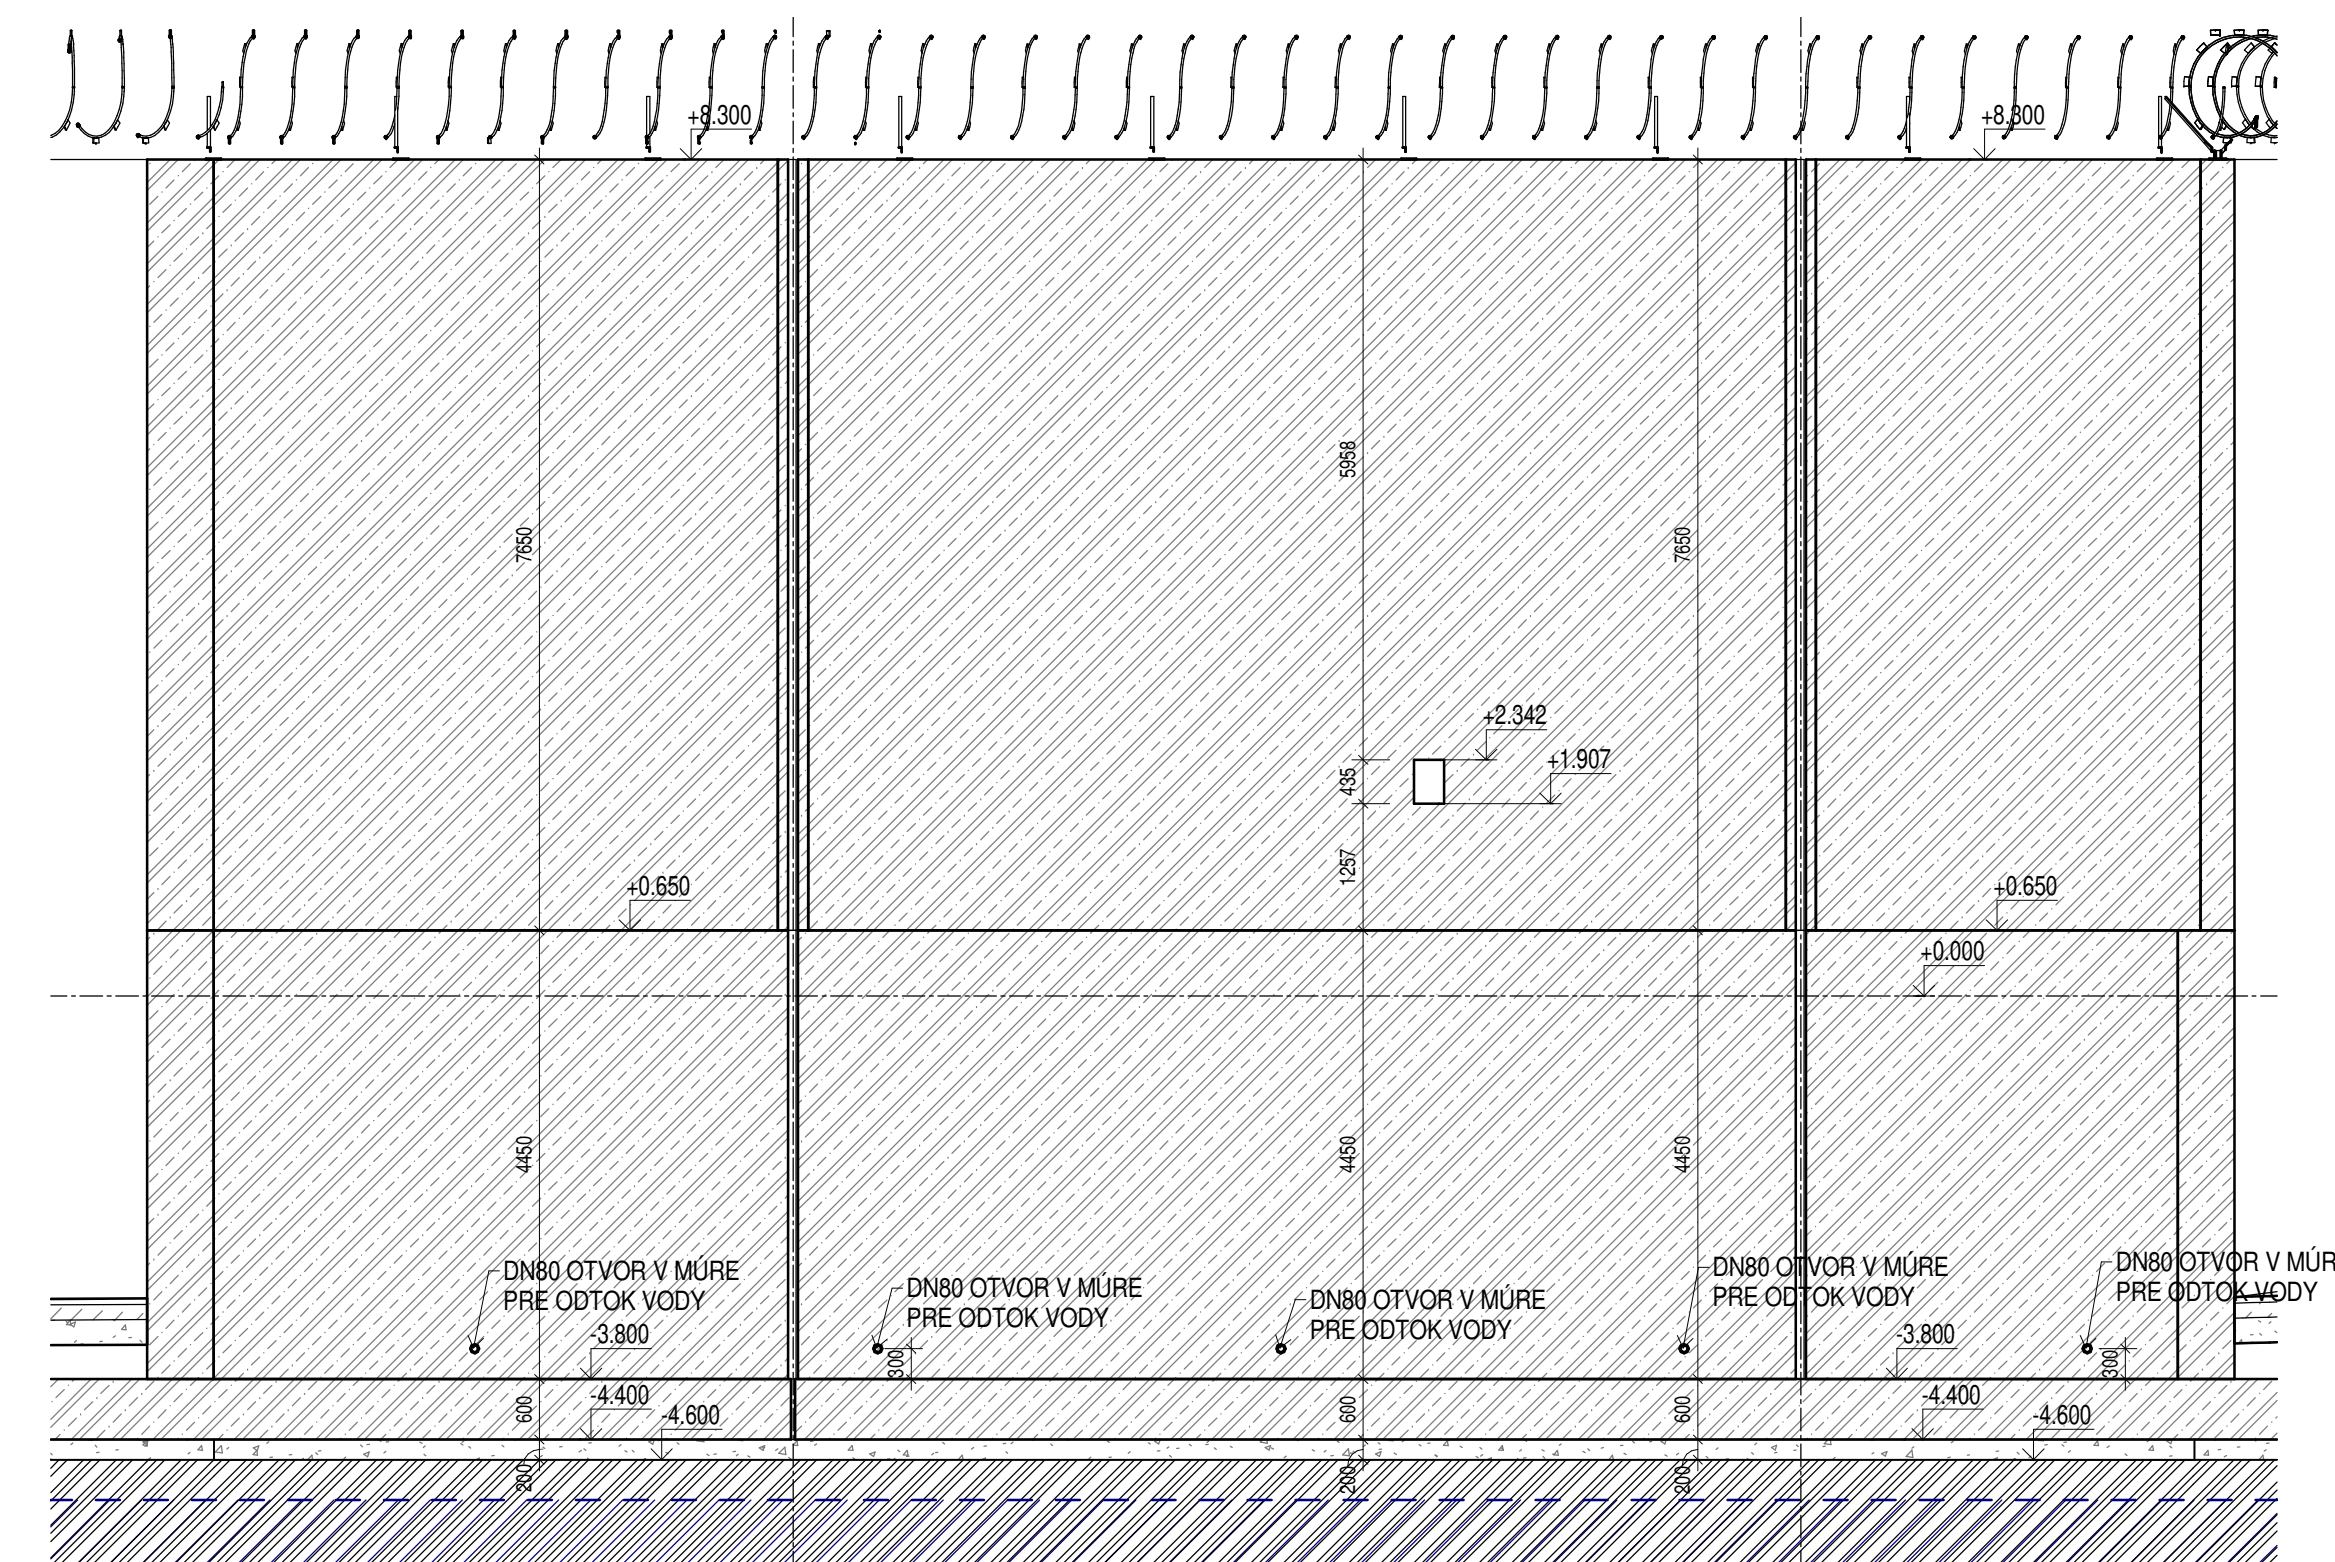 +8.300
+8.300
5958
7650
7650
+2.342
+1.907
435
1257
+0.650
+0.650
+0.000
4450
4450
4450
DN80 OTVOR V MÚRE
PRE ODTOK VODY
DN80 OTVOR V MÚRE
PRE ODTOK VODY
DN80 OTVOR V MÚRE
PRE ODTOK VODY
DN80 OTVOR V MÚRE
PRE ODTOK VODY
DN80 OTVOR V MÚR
PRE ODTOK VODY
-3.800
-3.800
300
300
-4.400
-4.400
-4.600
-4.600
600
600
600
200
200
200